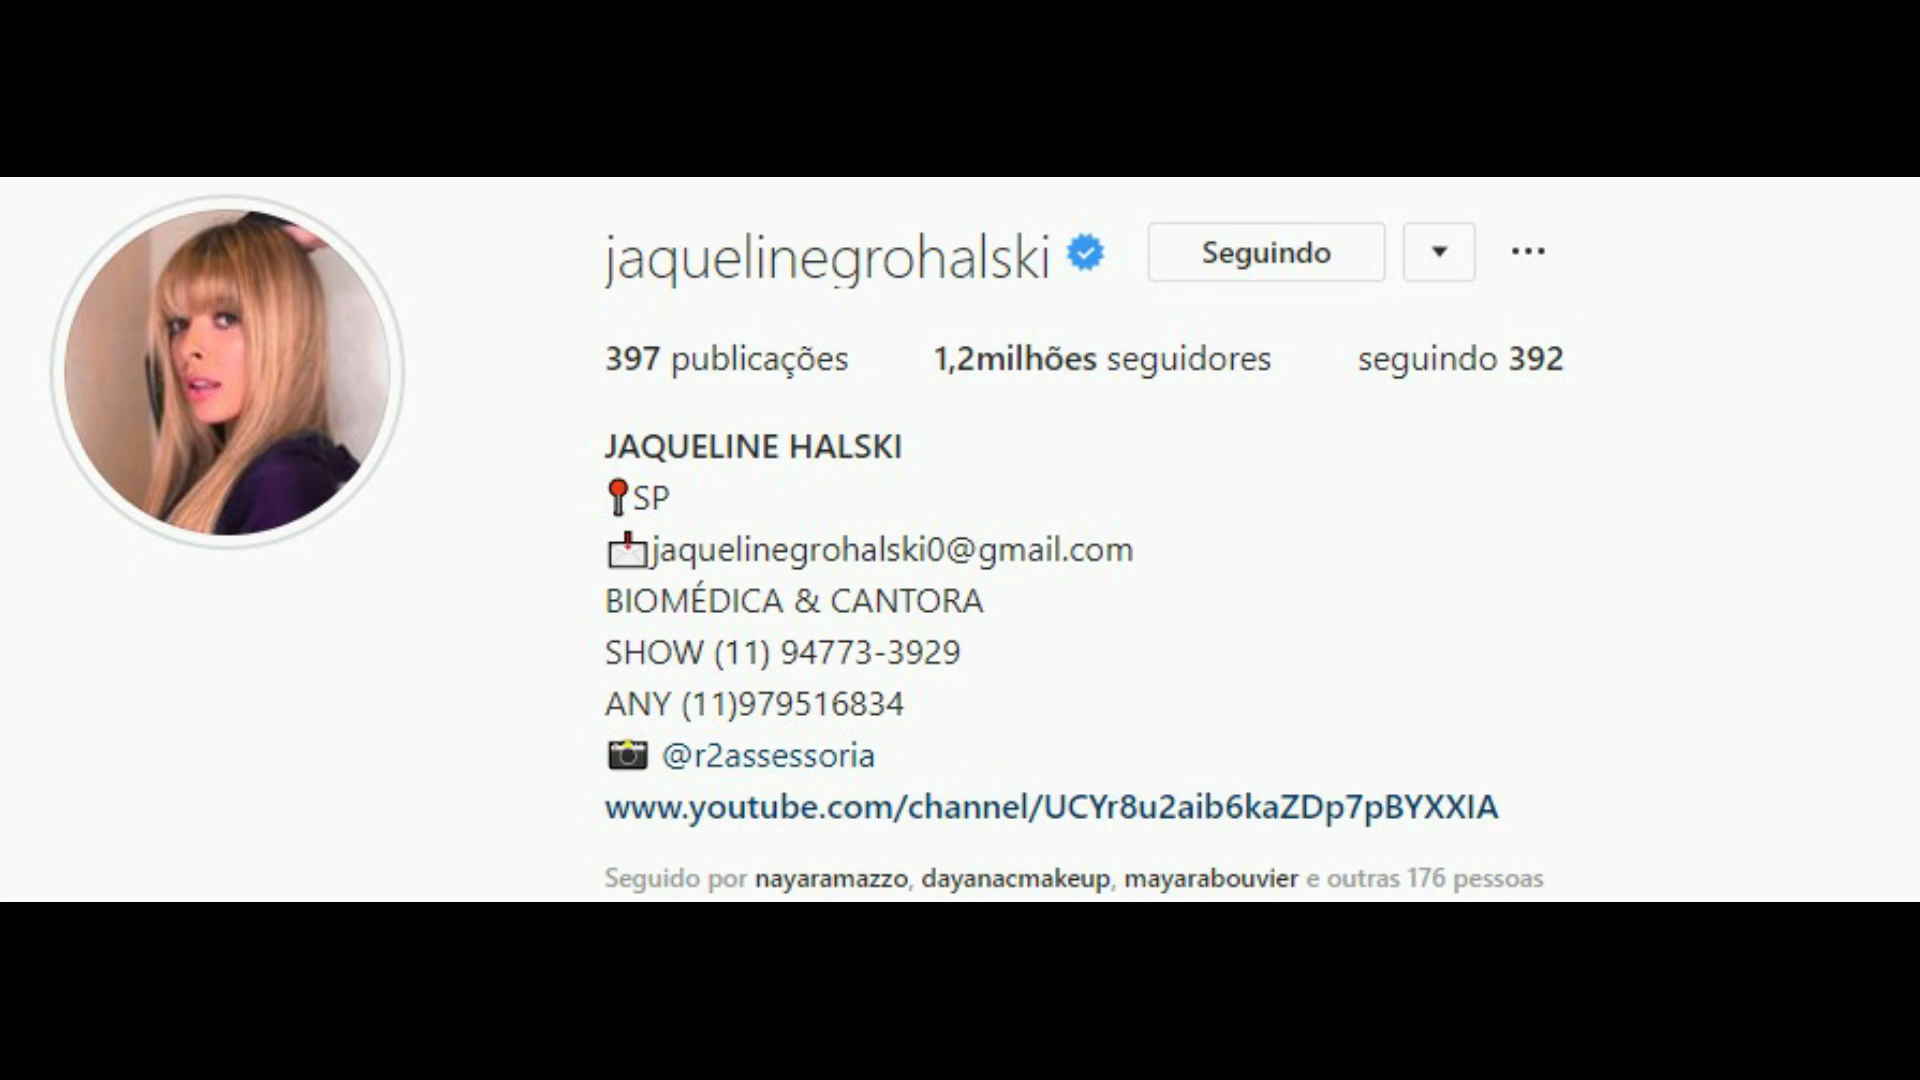 jaquelinegrohalski Seguindo
397 publicações 1,2milhões seguidores seguindo 392
JAQUELINE HALSKI
SP
jaquelinegrohalski0@gmail.com
BIOMÉDICA & CANTORA
SHOW (11) 94773-3929
ANY (11)979516834
@r2assessoria
www.youtube.com/channel/UCYr8u2aib6kaZDp7pBYXXIA
Seguido por nayaramazzo, dayanacmakeup, mayarabouvier e outras 176 pessoas